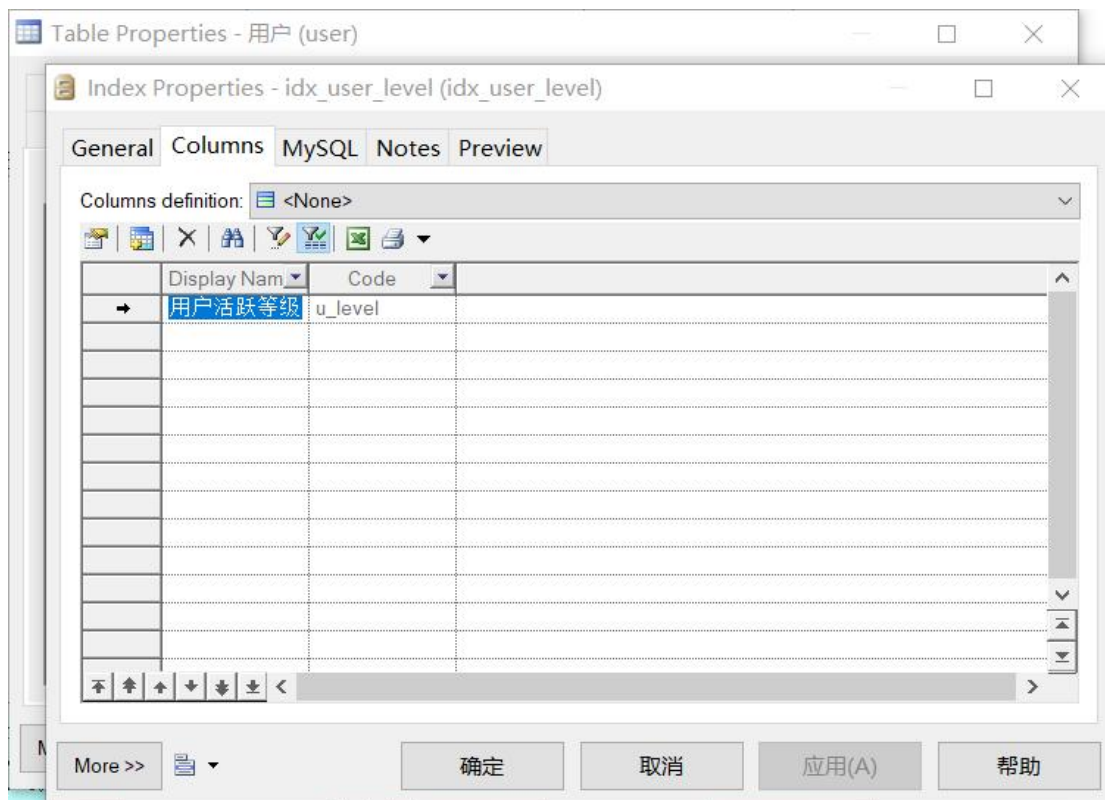 Table Properties - 用户 (user)
Index Properties - idx_user_level (idx_user_level)
General Columns MySQL Notes Preview
Columns definition: <None>
Display Nam Code
用户活跃等级 u_level
More >> 确定 取消 应用(A) 帮助